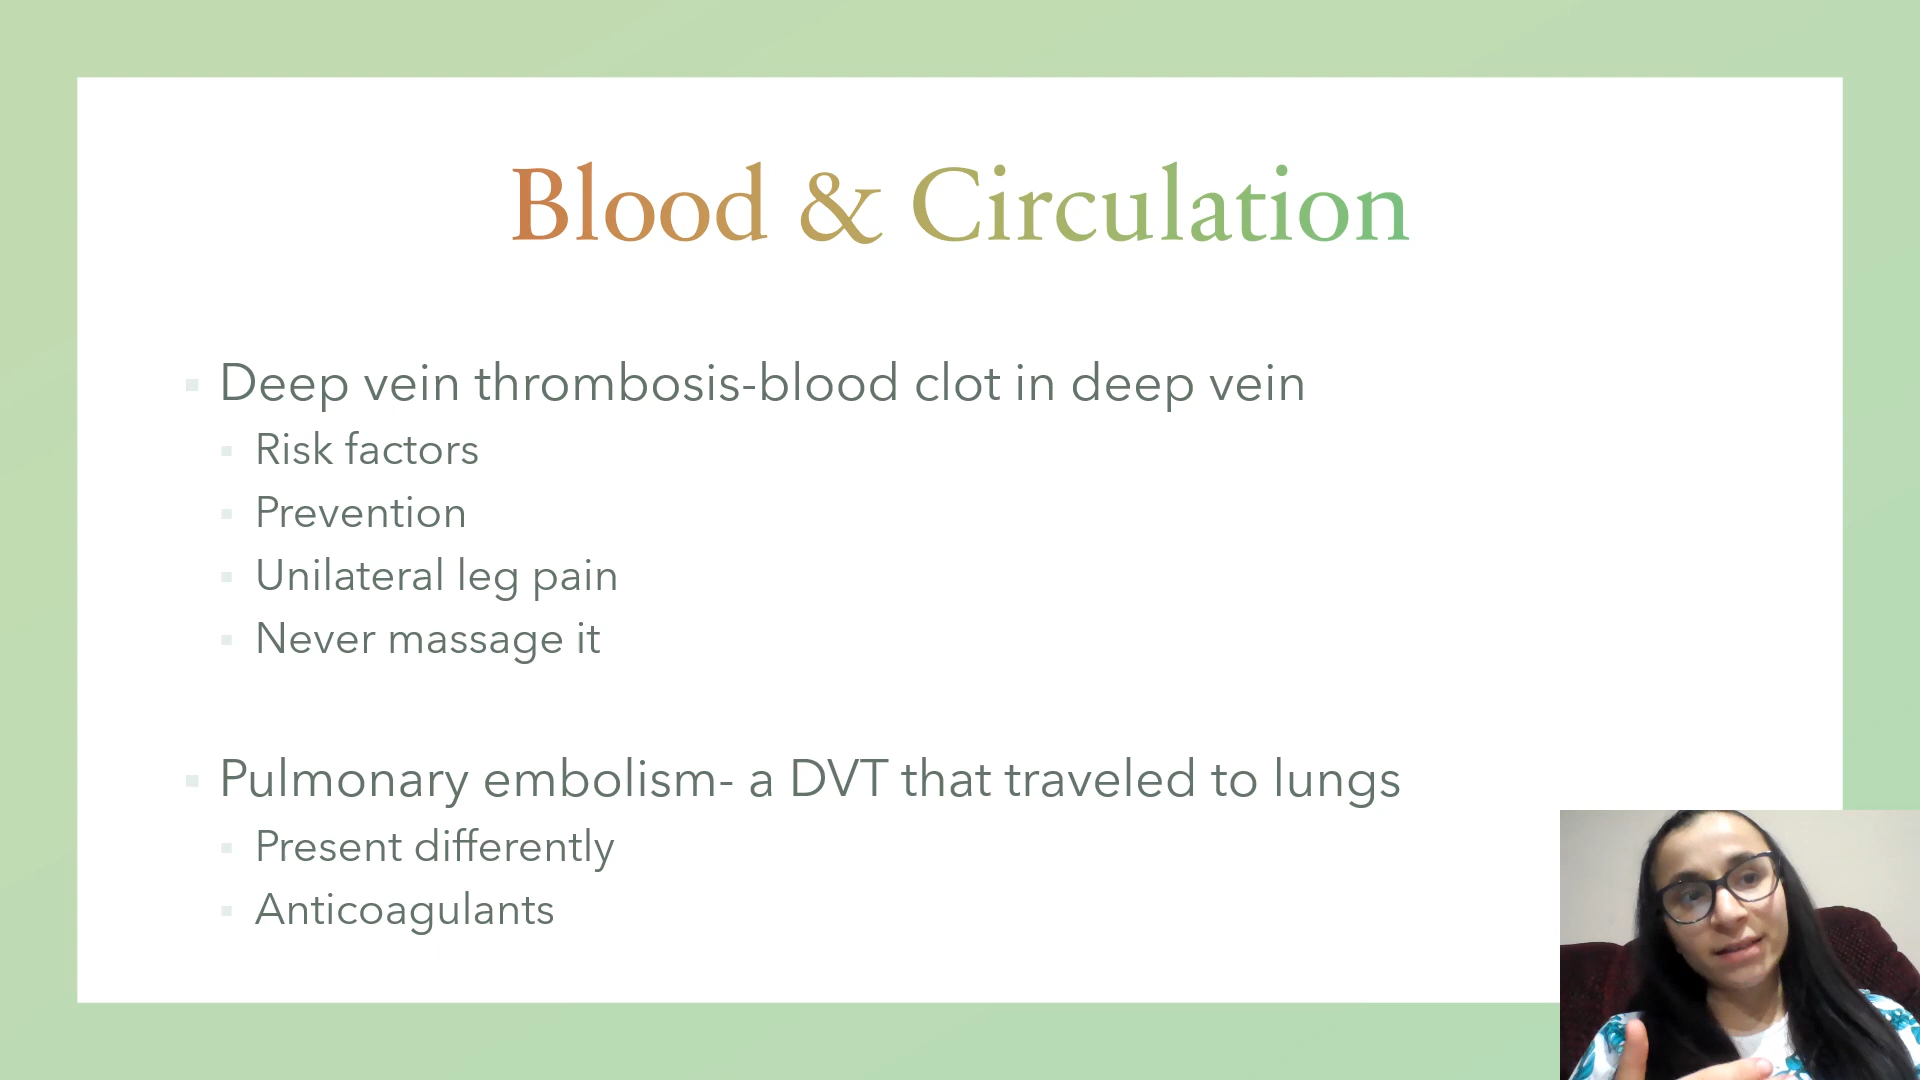 Blood & Circulation
Deep vein thrombosis-blood clot in deep vein
Risk factors
Prevention
Unilateral leg pain
Never massage it
Pulmonary embolism- a DVT that traveled to lungs
Present differently
Anticoagulants